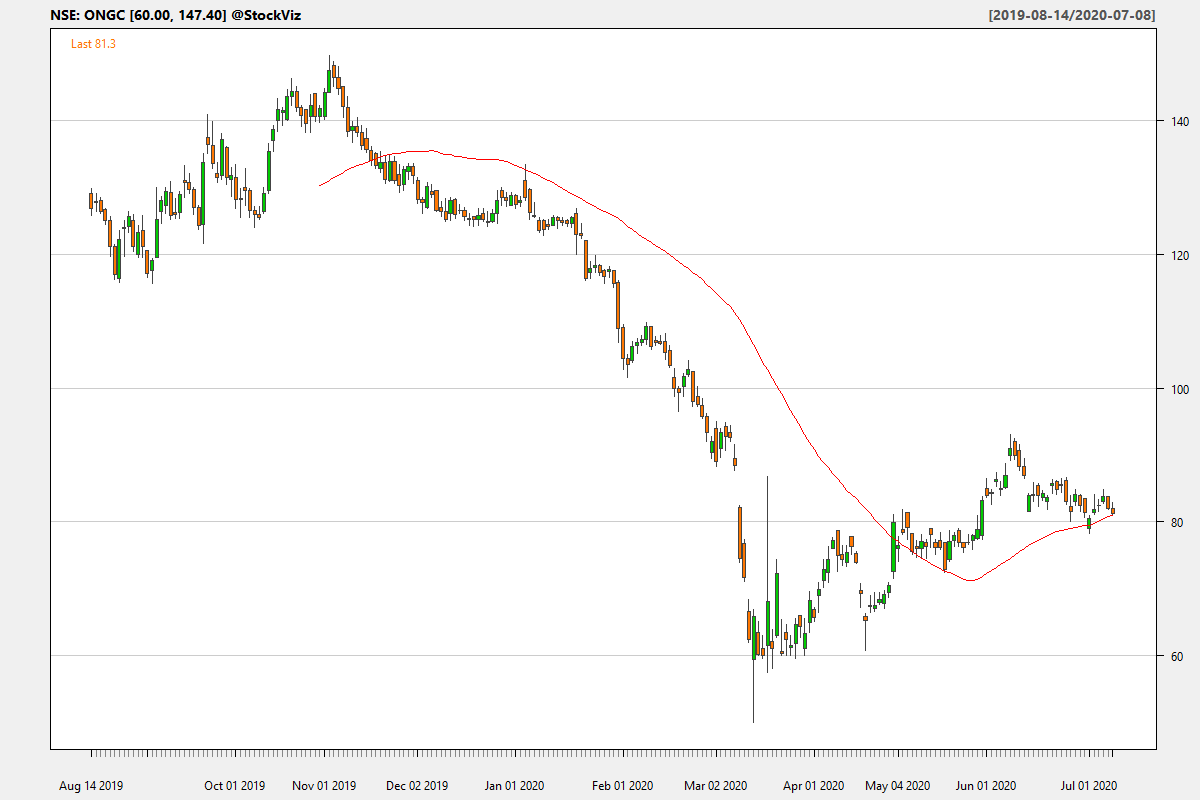 NSE: ONGC [60.00, 147.40] @StockViz
[2019-08-14/2020-07-08]
Last 81.3
140
120
100
80
60
Aug 14 2019
Oct 01 2019
Nov 01 2019
Dec 02 2019
Jan 01 2020
Feb 01 2020
Mar 02 2020
Apr 01 2020
May 04 2020
Jun 01 2020
Jul 01 2020